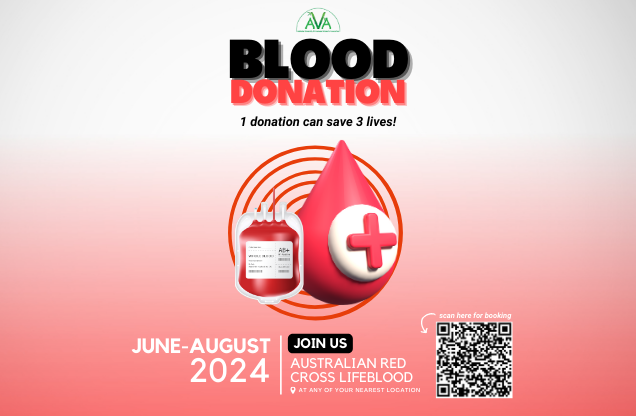 AVA
BLOOD
DONATION
1 donation can save 3 lives!
AB+
scan here for booking
JUNE-AUGUST
2024
JOIN US
AUSTRALIAN RED
CROSS LIFEBLOOD
AT ANY OF YOUR NEAREST LOCATION